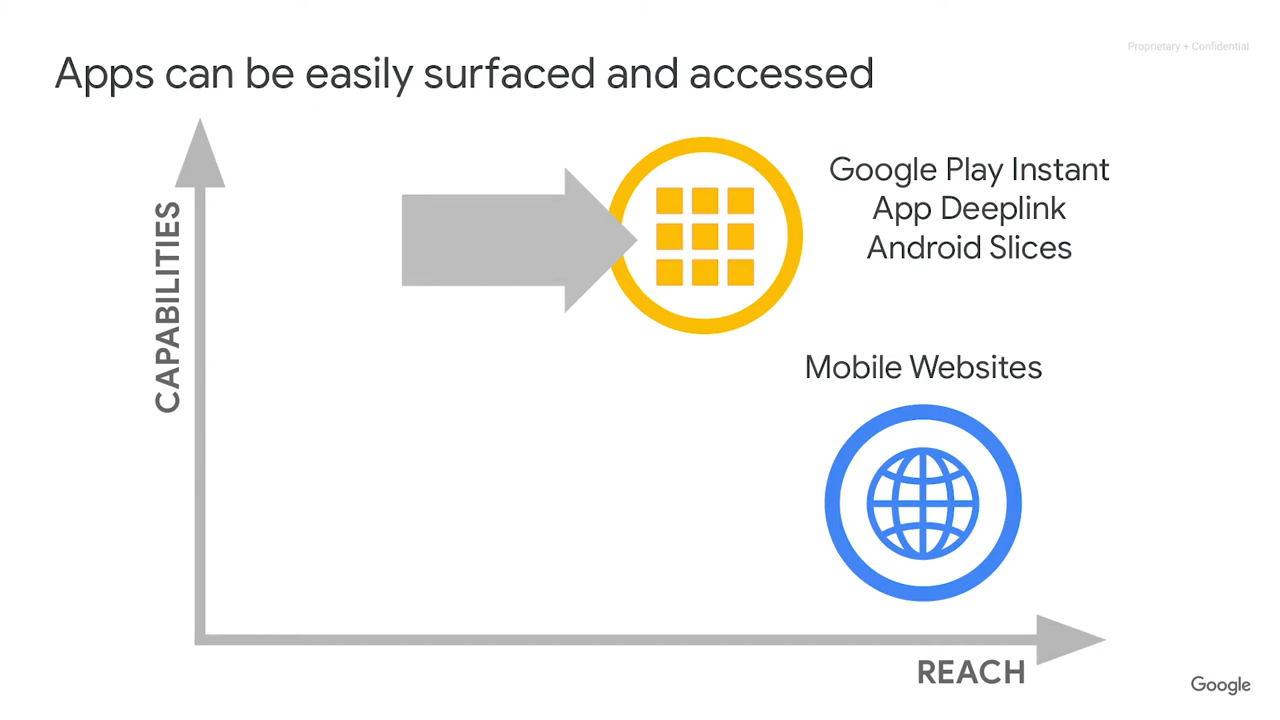 Proprietary + Confidential
Apps can be easily surfaced and accessed
CAPABILITIES
Google Play Instant
App Deeplink
Android Slices
Mobile Websites
REACH
Google